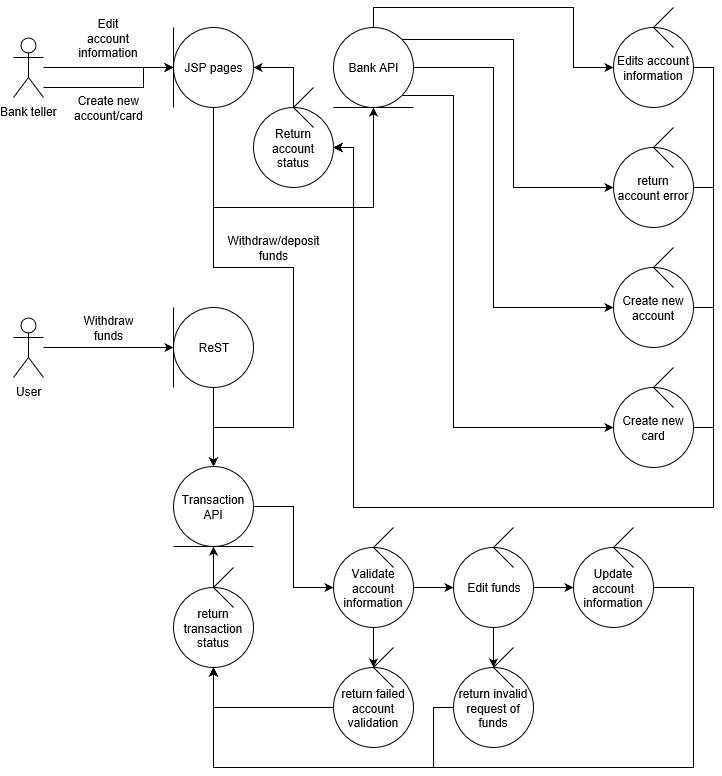 Edit
account
information
Bank teller
Create new
account/card
JSP pages
Return
account
status
Bank API
Edits account
information
return
account error
Create new
account
Create new
card
Withdraw/deposit
funds
Withdraw
funds
User
ReST
Transaction
API
Validate
account
information
Edit funds
Update
account
information
return
transaction
status
return failed
account
validation
return invalid
request of
funds